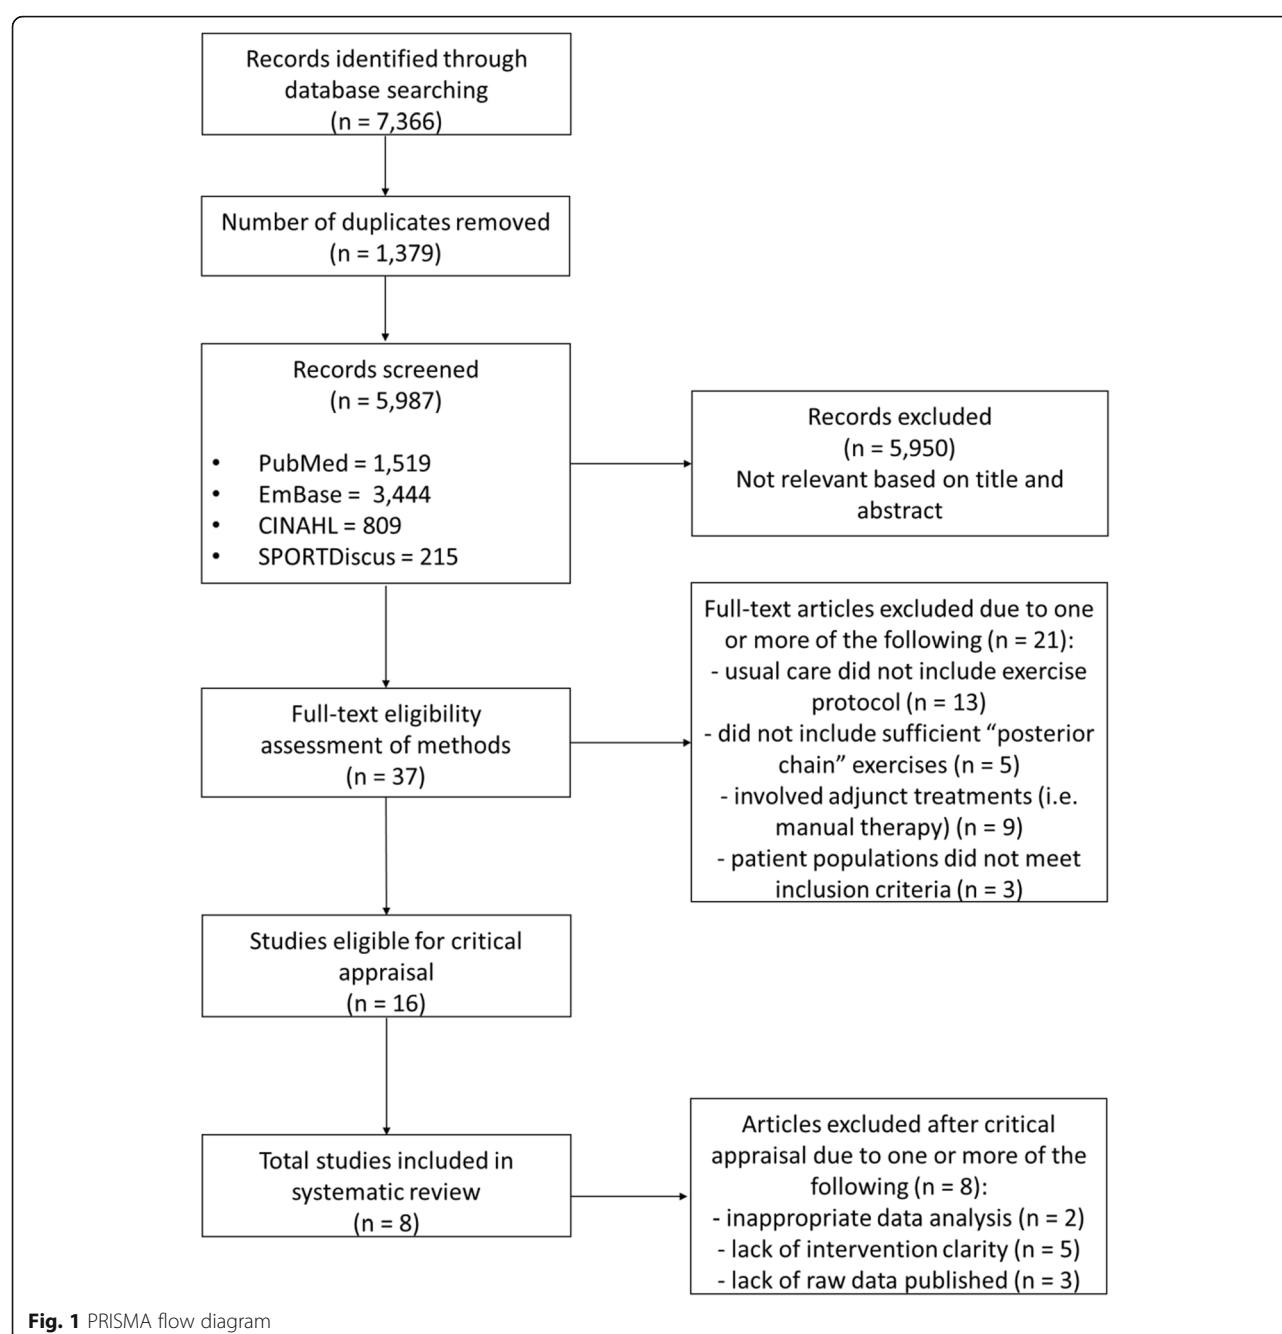 Records identified through
database searching
(n = 7,366)
Number of duplicates removed
(n = 1,379)
Records screened
(n = 5,987)
• PubMed = 1,519
• EmBase = 3,444
• CINAHL = 809
• SPORTDiscus = 215
Records excluded
(n = 5,950)
Not relevant based on title and
abstract
Full-text eligibility
assessment of methods
(n = 37)
Full-text articles excluded due to one
or more of the following (n = 21):
- usual care did not include exercise
protocol (n = 13)
- did not include sufficient “posterior
chain” exercises (n = 5)
- involved adjunct treatments (i.e.
manual therapy) (n = 9)
- patient populations did not meet
inclusion criteria (n = 3)
Studies eligible for critical
appraisal
(n = 16)
Total studies included in
systematic review
(n = 8)
Articles excluded after critical
appraisal due to one or more of the
following (n = 8):
- inappropriate data analysis (n = 2)
- lack of intervention clarity (n = 5)
- lack of raw data published (n = 3)
Fig. 1 PRISMA flow diagram